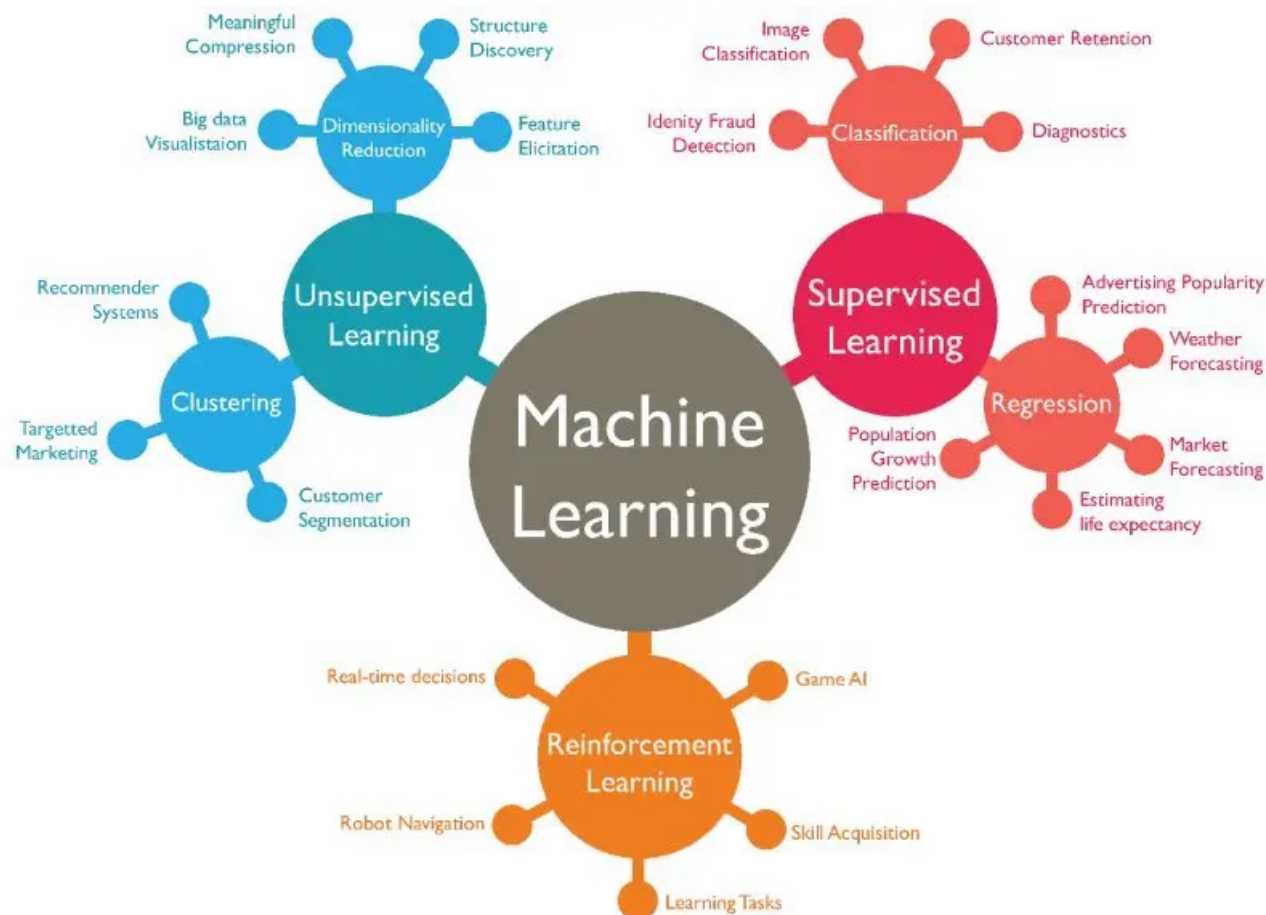 Meaningful
Compression
Structure
Discovery
Big data
Visualistaion
Dimensionality
Reduction
Feature
Elicitation
Image
Classification
Customer Retention
Idenity Fraud
Detection
Classification
Diagnostics
Unsupervised
Learning
Recommender
Systems
Clustering
Targetted
Marketing
Customer
Segmentation
Supervised
Learning
Advertising Popularity
Prediction
Weather
Forecasting
Regression
Population
Growth
Prediction
Market
Forecasting
Estimating
life expectancy
Machine
Learning
Real-time decisions
Game AI
Reinforcement
Learning
Robot Navigation
Skill Acquisition
Learning Tasks